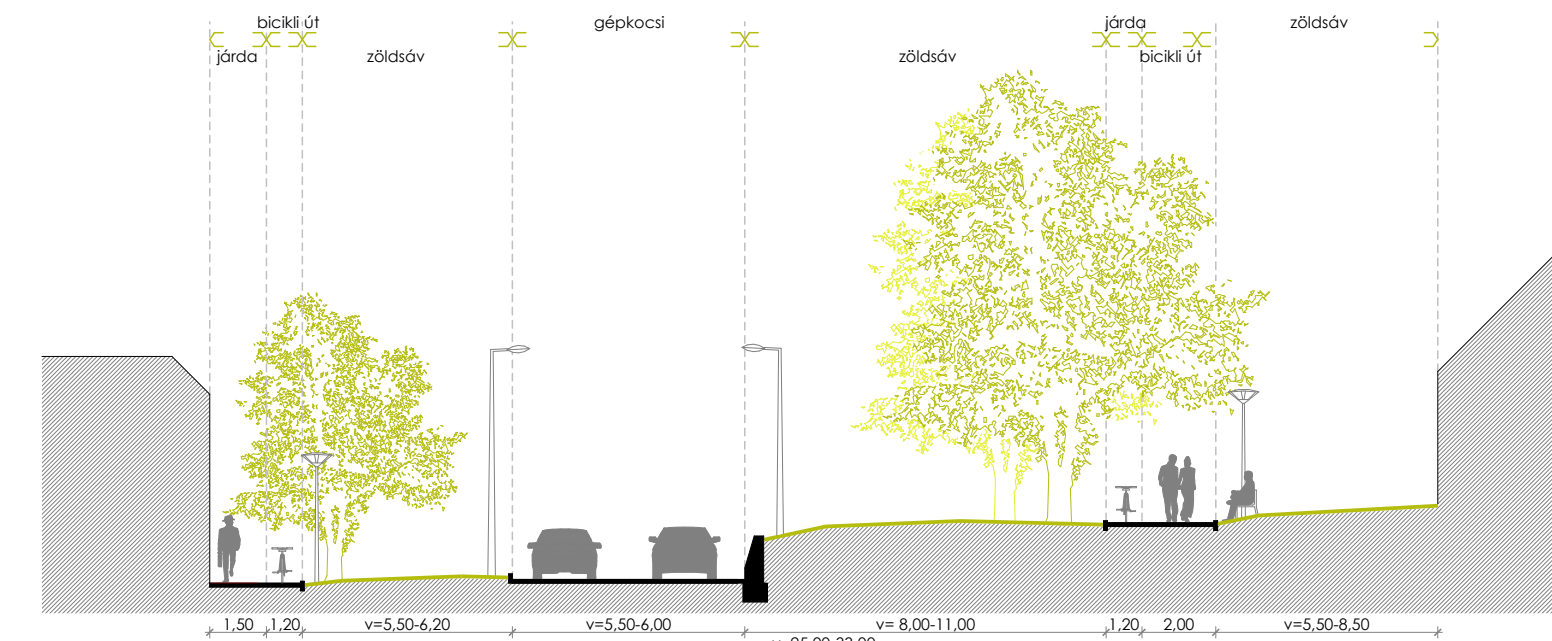 bicikli út
gépkocsi
járda
zöldsáv
járda
zöldsáv
zöldsáv
bicikli út
1,50
1,20
v=5,50-6,20
v=5,50-6,00
v= 8,00-11,00
1,20
2,00
v=5,50-8,50